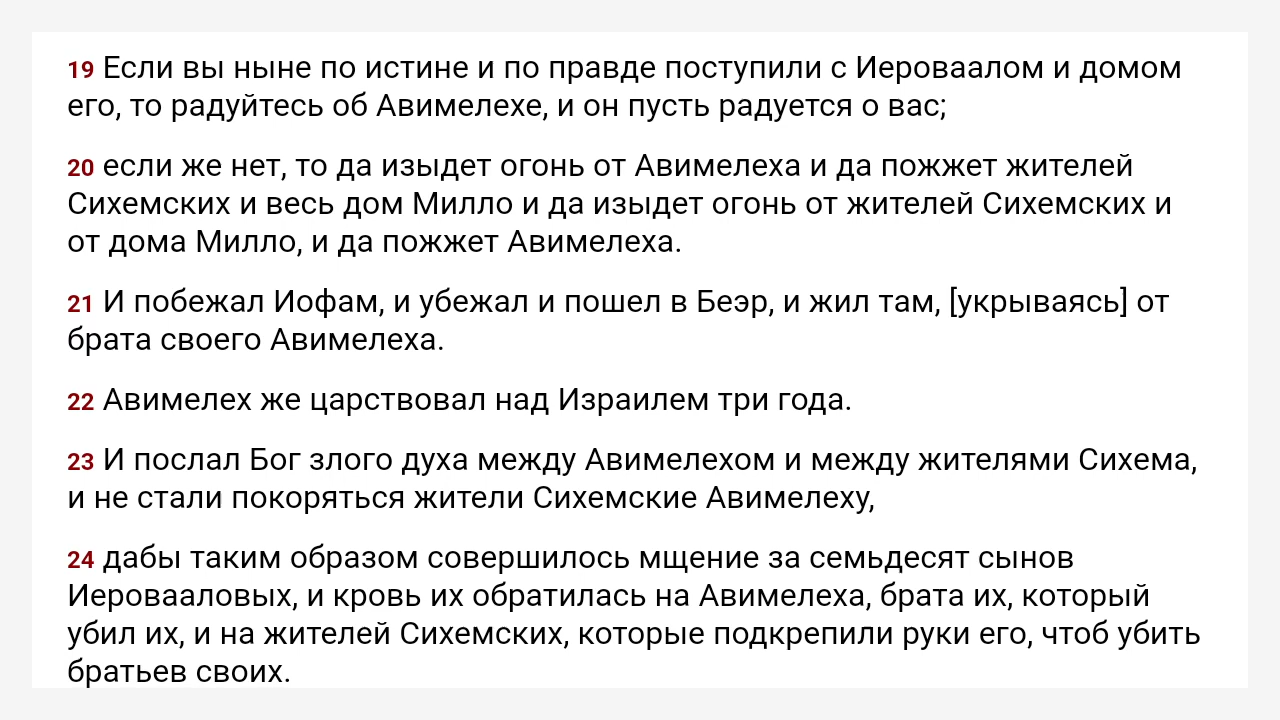 19 Если вы ныне по истине и по правде поступили с Иероваалом и домом
его, то радуйтесь об Авимелехе, и он пусть радуется о вас;
20 если же нет, то да изыдет огонь от Авимелеха и да пожжет жителей
Сихемских и весь дом Милло и да изыдет огонь от жителей Сихемских и
от дома Милло, и да пожжет Авимелеха.
21 И побежал Иофам, и убежал и пошел в Беэр, и жил там, [укрываясь] от
брата своего Авимелеха.
22 Авимелех же царствовал над Израилем три года.
23 И послал Бог злого духа между Авимелехом и между жителями Сихема,
и не стали покоряться жители Сихемские Авимелеху,
24 дабы таким образом совершилось мщение за семьдесят сынов
Иеровааловых, и кровь их обратилась на Авимелеха, брата их, который
убил их, и на жителей Сихемских, которые подкрепили руки его, чтоб убить
братьев своих.